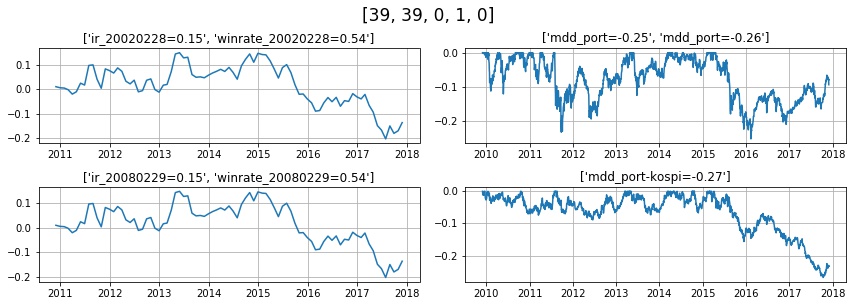 [39, 39, 0, 1, 0]
['ir_20020228=0.15', 'winrate_20020228=0.54']
0.1
0.0
−0.1
−0.2
2011 2012 2013 2014 2015 2016 2017 2018
['mdd_port=-0.25', 'mdd_port=-0.26']
0.0
−0.1
−0.2
2010 2011 2012 2013 2014 2015 2016 2017 2018
['ir_20080229=0.15', 'winrate_20080229=0.54']
0.1
0.0
−0.1
−0.2
2011 2012 2013 2014 2015 2016 2017 2018
['mdd_port-kospi=-0.27']
0.0
−0.1
−0.2
2010 2011 2012 2013 2014 2015 2016 2017 2018